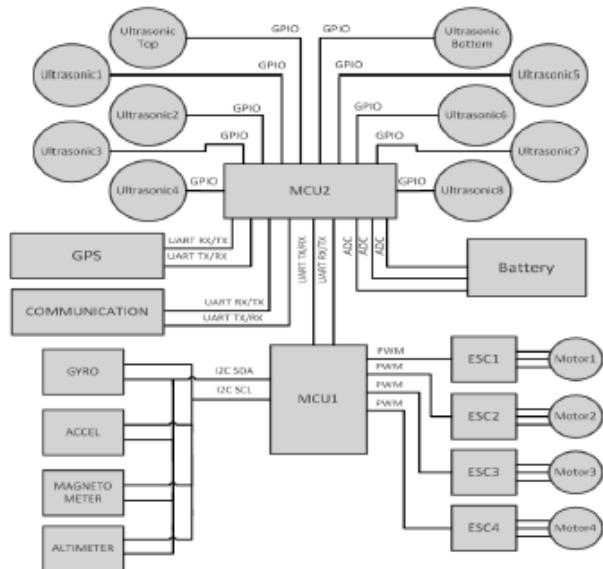 Ultrasonic
Top
GPIO
GPIO
Ultrasonic
Bottom
Ultrasonic1
GPIO
GPIO
Ultrasonic5
Ultrasonic2
GPIO
GPIO
Ultrasonic6
Ultrasonic3
GPIO
GPIO
Ultrasonic7
Ultrasonic4
GPIO
MCU2
GPIO
Ultrasonic8
GPS
UART RX/TX
UART TX/RX
UART TX/RX
UART RX/TX
ADC
ADC
ADC
Battery
COMMUNICATION
UART RX/TX
UART TX/RX
GYRO
I2C SDA
I2C SCL
MCU1
PWM
PWM
PWM
PWM
ESC1
Motor1
ACCEL
ESC2
Motor2
MAGNETO
METER
ESC3
Motor3
ALTIMETER
ESC4
Motor4